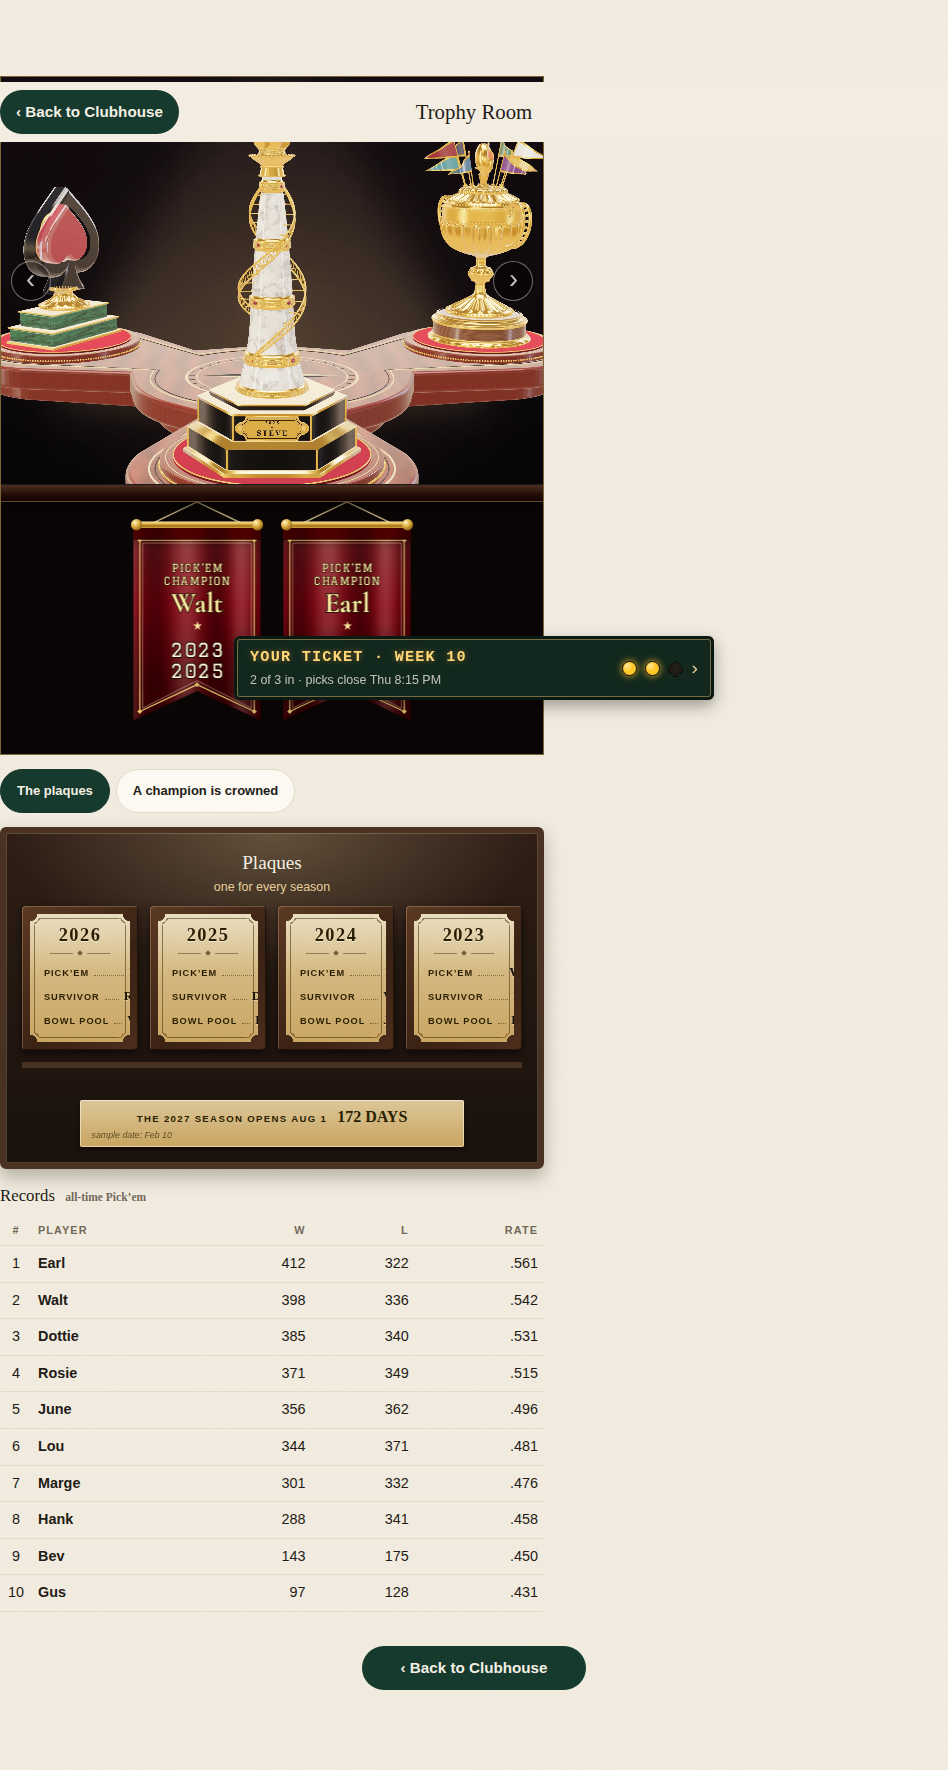 ‹ Back to Clubhouse
Trophy Room
STEVE
PICK'EM
CHAMPION
Walt
2023
2025
PICK'EM
CHAMPION
Earl
YOUR TICKET · WEEK 10
2 of 3 in · picks close Thu 8:15 PM
The plaques
A champion is crowned
Plaques
one for every season
2026
PICK’EM
SURVIVOR
BOWL POOL
2025
PICK’EM
SURVIVOR
BOWL POOL
2024
PICK’EM
SURVIVOR
BOWL POOL
2023
PICK’EM
SURVIVOR
BOWL POOL
THE 2027 SEASON OPENS AUG 1 172 DAYS
sample date: Feb 10
Records all-time Pick’em
# PLAYER W L RATE
1 Earl 412 322 .561
2 Walt 398 336 .542
3 Dottie 385 340 .531
4 Rosie 371 349 .515
5 June 356 362 .496
6 Lou 344 371 .481
7 Marge 301 332 .476
8 Hank 288 341 .458
9 Bev 143 175 .450
10 Gus 97 128 .431
‹ Back to Clubhouse